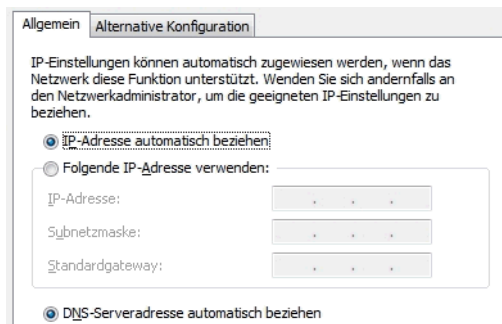 Allgemein
Alternative Konfiguration
IP-Einstellungen können automatisch zugewiesen werden, wenn das
Netzwerk diese Funktion unterstützt. Wenden Sie sich andernfalls an
den Netzwerkadministrator, um die geeigneten IP-Einstellungen zu
beziehen.
IP-Adresse automatisch beziehen
Folgende IP-Adresse verwenden:
IP-Adresse:
Subnetzmaske:
Standardgateway:
DNS-Serveradresse automatisch beziehen